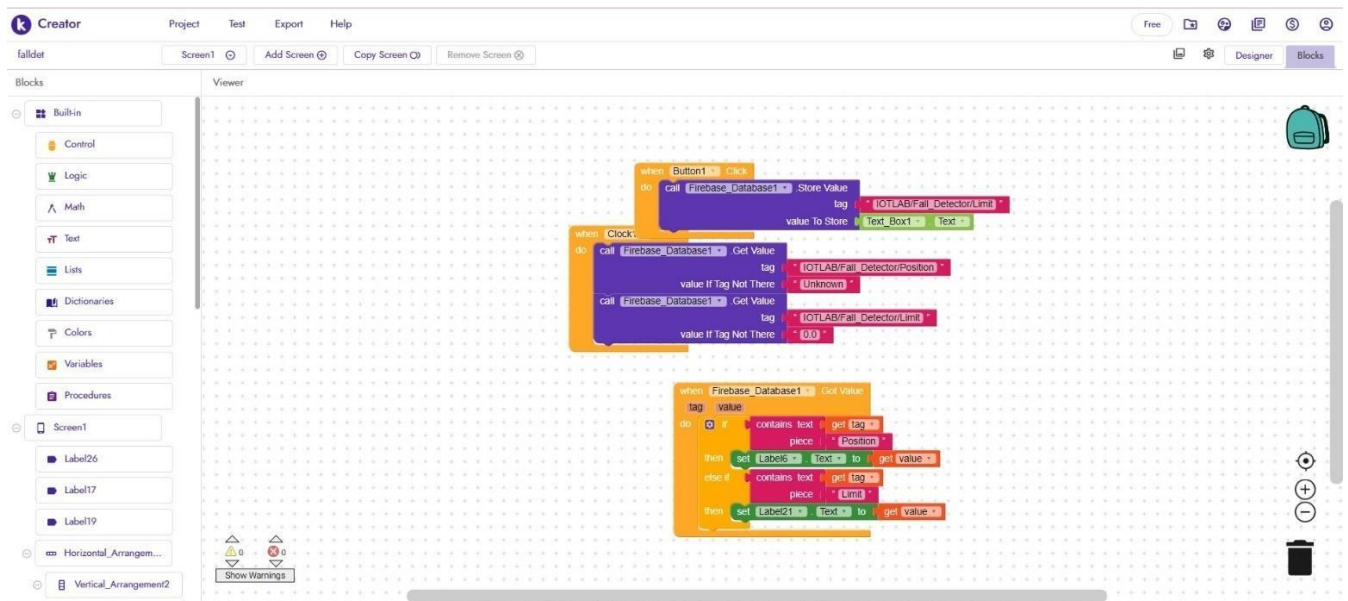 Creator Project Test Export Help Free
falldet Screen1 Add Screen Copy Screen Remove Screen Designer Blocks
Blocks Viewer
Built-in
Control
Logic
Math
Text
Lists
Dictionaries
Colors
Variables
Procedures
Screen1
Label26
Label17
Label19
Horizontal_Arrangem...
Vertical_Arrangement2
when Button1 .Click
do call Firebase_Database1 .Store Value
tag " IOTLAB/Fall_Detector/Limit "
value To Store Text_Box1 . Text
when Clock
do call Firebase_Database1 .Get Value
tag " IOTLAB/Fall_Detector/Position "
value If Tag Not There " Unknown "
call Firebase_Database1 .Get Value
tag " IOTLAB/Fall_Detector/Limit "
value If Tag Not There " 0.0 "
when Firebase_Database1 .Got Value
tag value
do if contains text get tag
piece " Position "
then set Label6 . Text to get value
else if contains text get tag
piece " Limit "
then set Label21 . Text to get value
0 0
Show Warnings